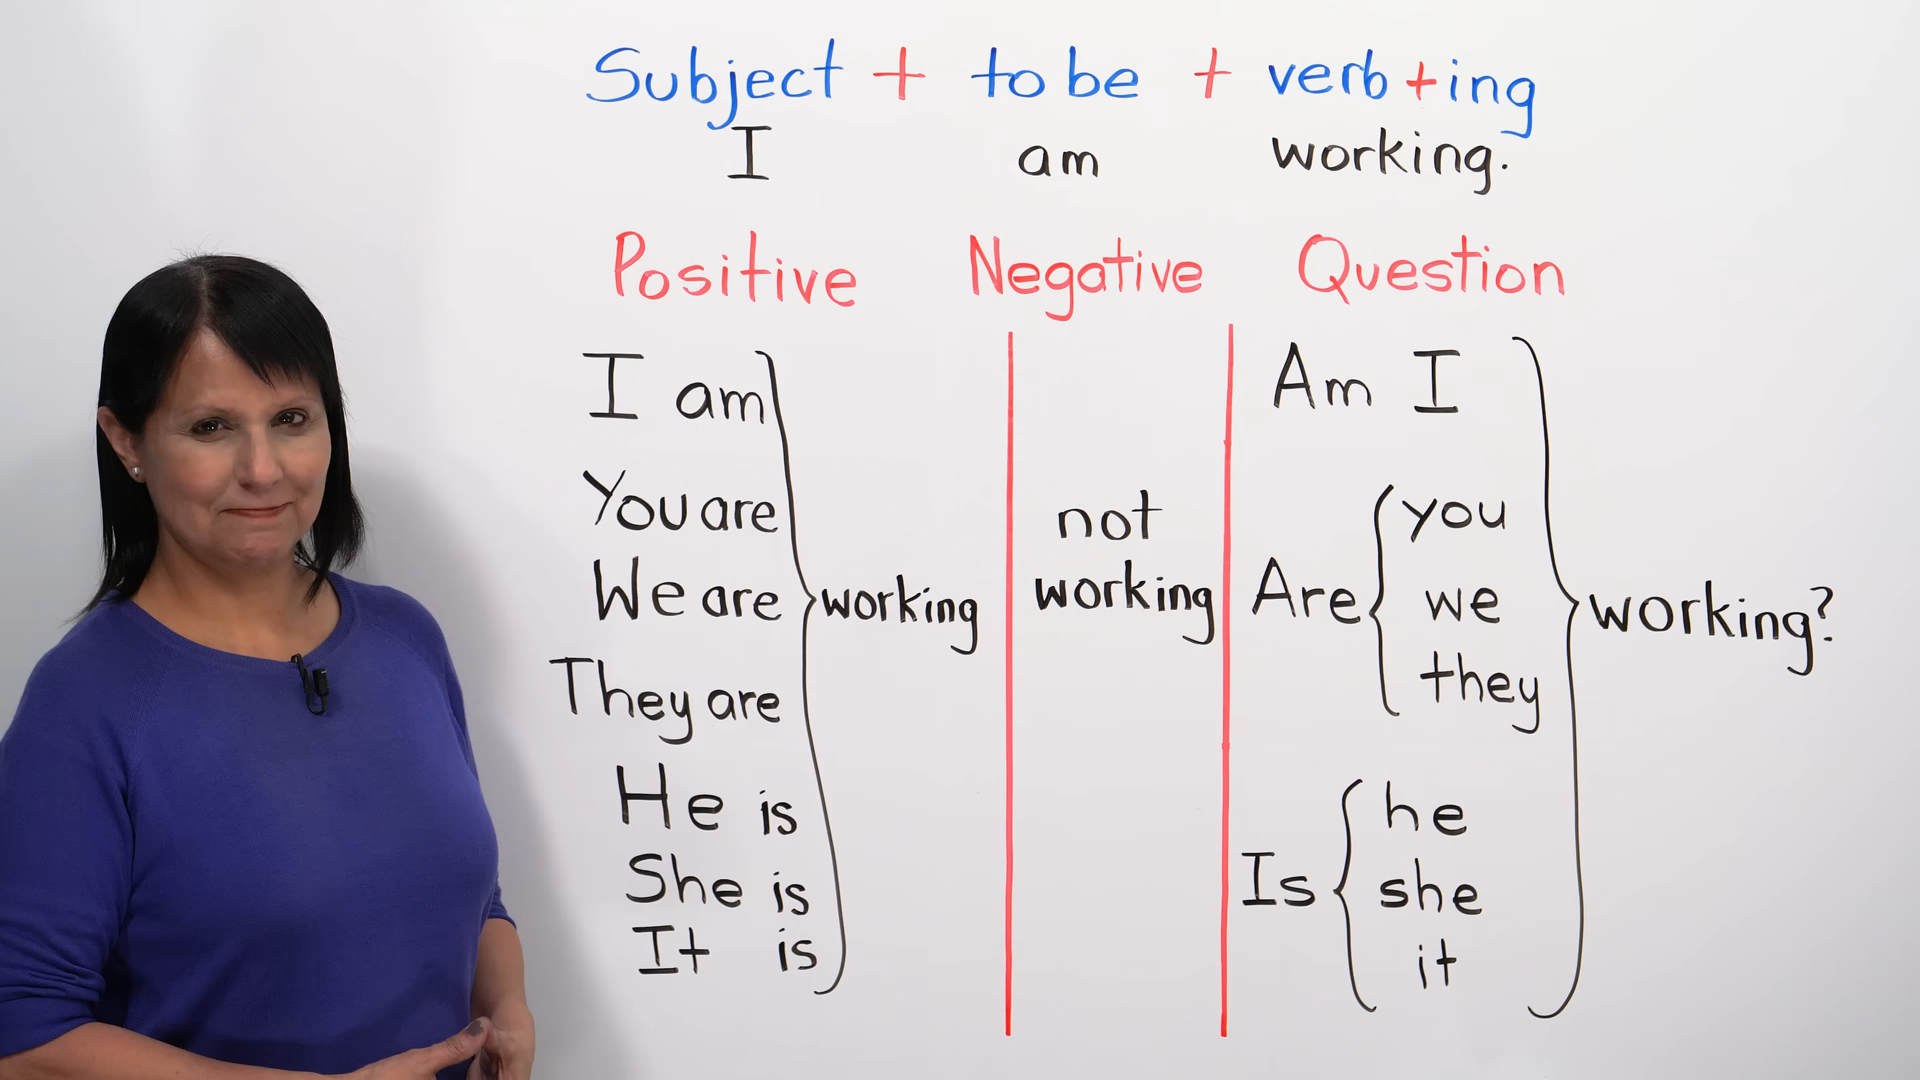 Subject + to be + verb +ing
I am working.
Positive Negative Question
I am
You are
We are
They are
He is
She is
It is
working
not
working
Am I
Are
you
we
they
Is
he
she
it
working?